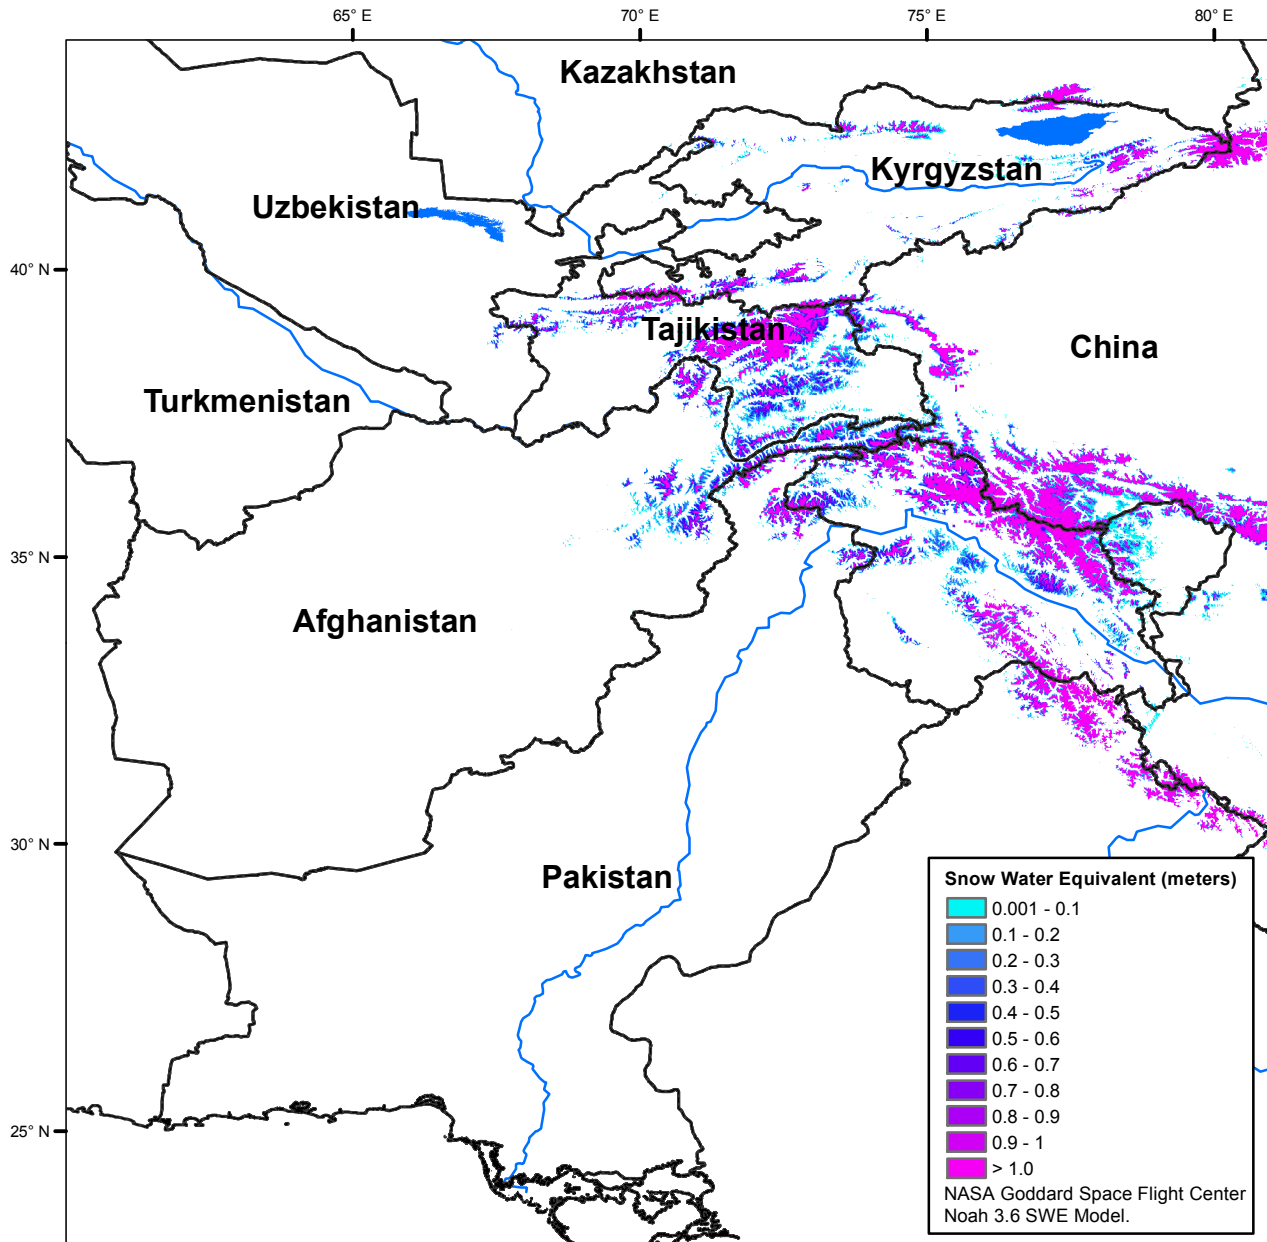 65° E
70° E
75° E
80° E
Kazakhstan
Kyrgyzstan
Uzbekistan
40° N
Tajikistan
China
Turkmenistan
35° N
Afghanistan
30° N
Pakistan
25° N
Snow Water Equivalent (meters)
0.001 - 0.1
0.1 - 0.2
0.2 - 0.3
0.3 - 0.4
0.4 - 0.5
0.5 - 0.6
0.6 - 0.7
0.7 - 0.8
0.8 - 0.9
0.9 - 1
> 1.0
NASA Goddard Space Flight Center
Noah 3.6 SWE Model.